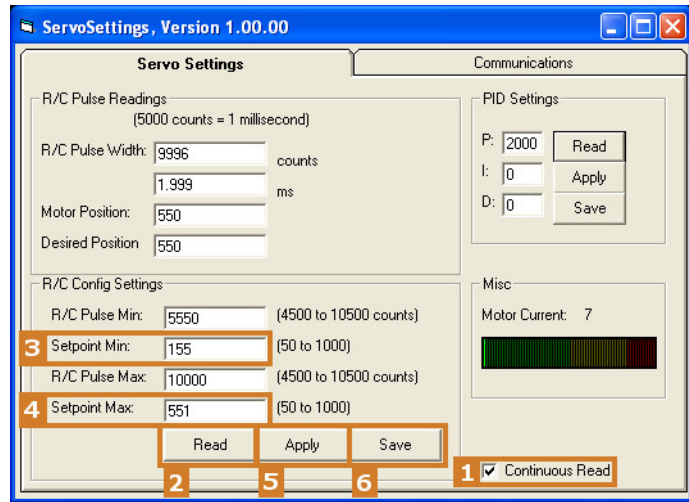 ServoSettings, Version 1.00.00
Servo Settings
Communications
R/C Pulse Readings
(5000 counts = 1 millisecond)
R/C Pulse Width: 9996 counts
1.999 ms
Motor Position: 550
Desired Position 550
PID Settings
P: 2000 Read
I: 0 Apply
D: 0 Save
R/C Config Settings
R/C Pulse Min: 5550 (4500 to 10500 counts)
3 Setpoint Min: 155 (50 to 1000)
R/C Pulse Max: 10000 (4500 to 10500 counts)
4 Setpoint Max: 551 (50 to 1000)
Read Apply Save
2 5 6
Misc
Motor Current: 7
1 Continuous Read